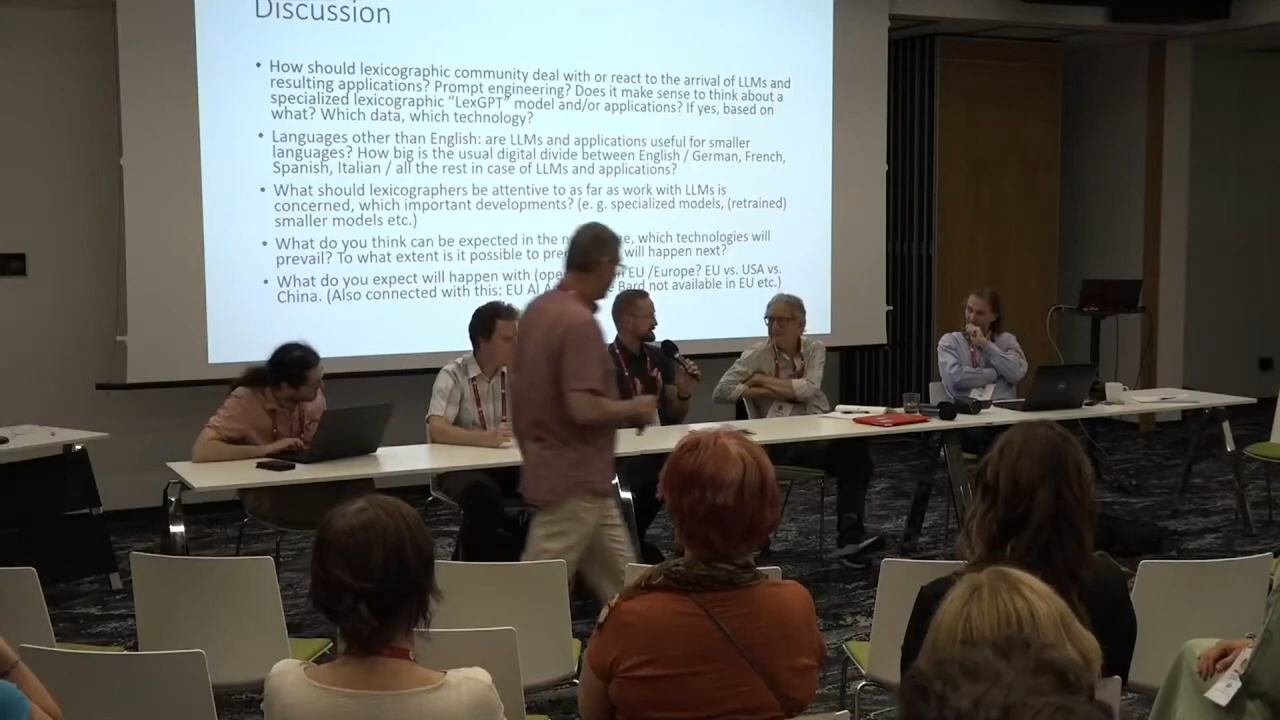 Discussion
• How should lexicographic community deal with or react to the arrival of LLMs and
resulting applications? Prompt engineering? Does it make sense to think about a
specialized lexicographic “LexGPT” model and/or applications? If yes, based on
what? Which data, which technology?
• Languages other than English: are LLMs and applications useful for smaller
languages? How big is the usual digital divide between English / German, French,
Spanish, Italian / all the rest in case of LLMs and applications?
• What should lexicographers be attentive to as far as work with LLMs is
concerned, which important developments? (e. g. specialized models, (retrained)
smaller models etc.)
• What do you think can be expected in the which technologies will
prevail? To what extent is it possible to will happen next?
• What do you expect will happen with EU /Europe? EU vs. USA vs.
China. (Also connected with this: EU AI Bard not available in EU etc.)